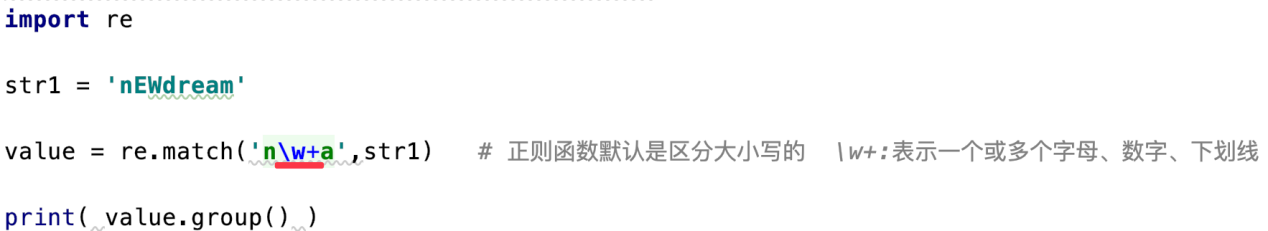 import re
str1 = 'nEWdream'
value = re.match('n\w+a',str1)   # 正则函数默认是区分大小写的  \w+:表示一个或多个字母、数字、下划线
print( value.group() )